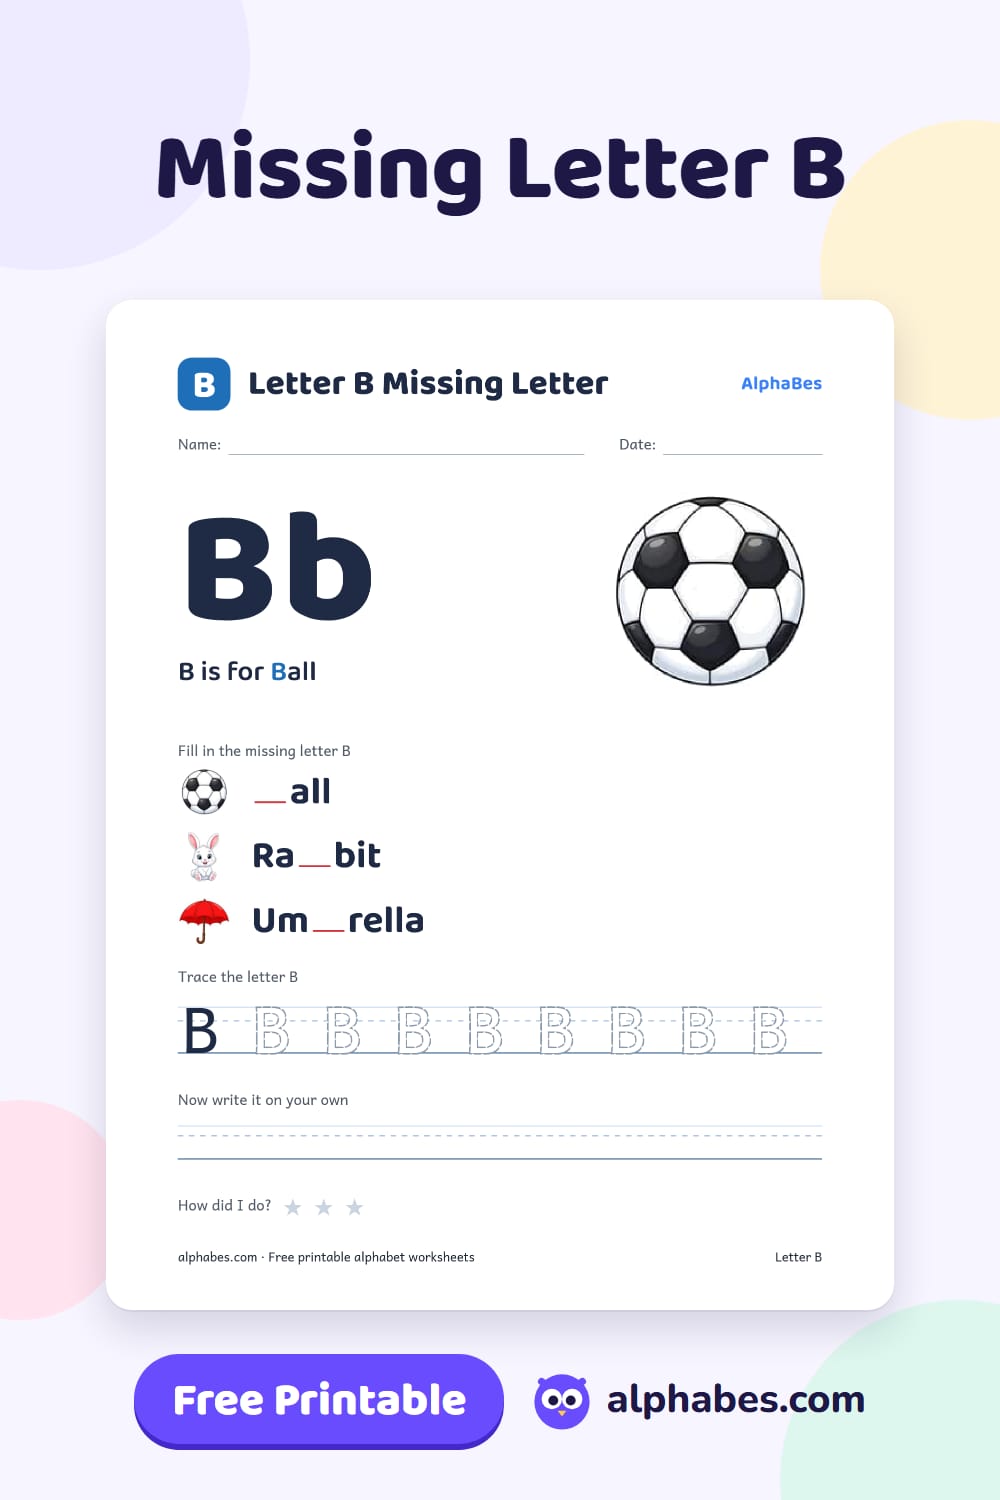 Missing Letter B
B Letter B Missing Letter AlphaBes
Name: Date:
Bb
B is for Ball
Fill in the missing letter B
__all
Ra__bit
Um__rella
Trace the letter B
B B B B B B B B B
Now write it on your own
How did I do? ★ ★ ★
alphabes.com · Free printable alphabet worksheets Letter B
Free Printable alphabes.com